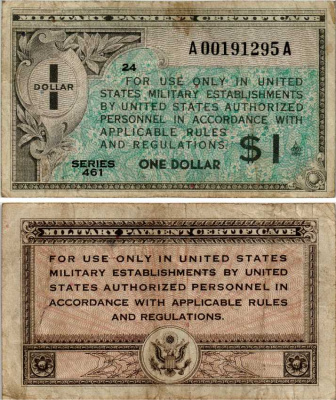 MILITARY PAYMENT CERTIFICATE
A00191295A
24
1
DOLLAR
FOR USE ONLY IN UNITED
STATES MILITARY ESTABLISHMENTS
BY UNITED STATES AUTHORIZED
PERSONNEL IN ACCORDANCE WITH
APPLICABLE RULES
AND REGULATIONS.
SERIES
461
ONE DOLLAR
$1
MILITARY PAYMENT CERTIFICATE
FOR USE ONLY IN UNITED STATES
MILITARY ESTABLISHMENTS BY UNITED
STATES AUTHORIZED PERSONNEL IN
ACCORDANCE WITH APPLICABLE RULES
AND REGULATIONS.